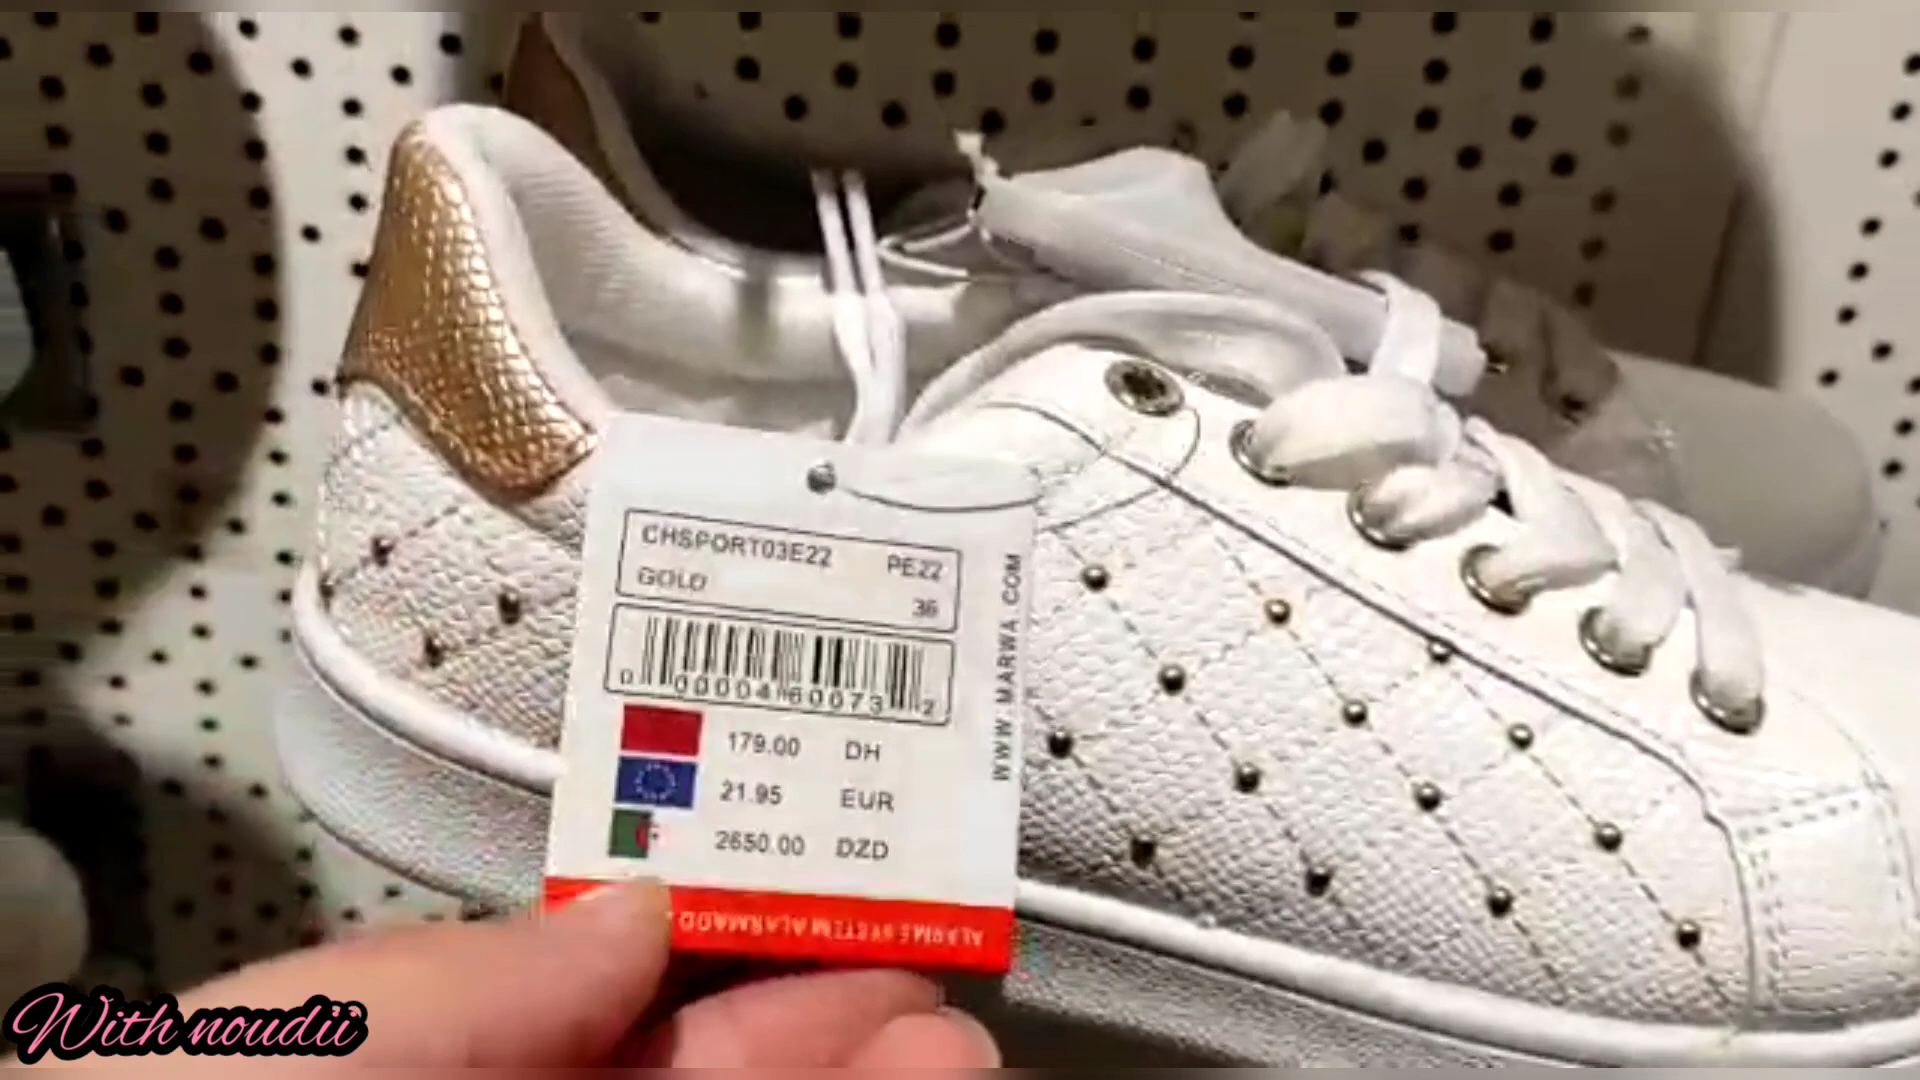 CHSPORT03E22 PE22
GOLD 36
0 00004 60073 2
179.00 DH
21.95 EUR
2650.00 DZD
WWW.MARWA.COM
With noudii